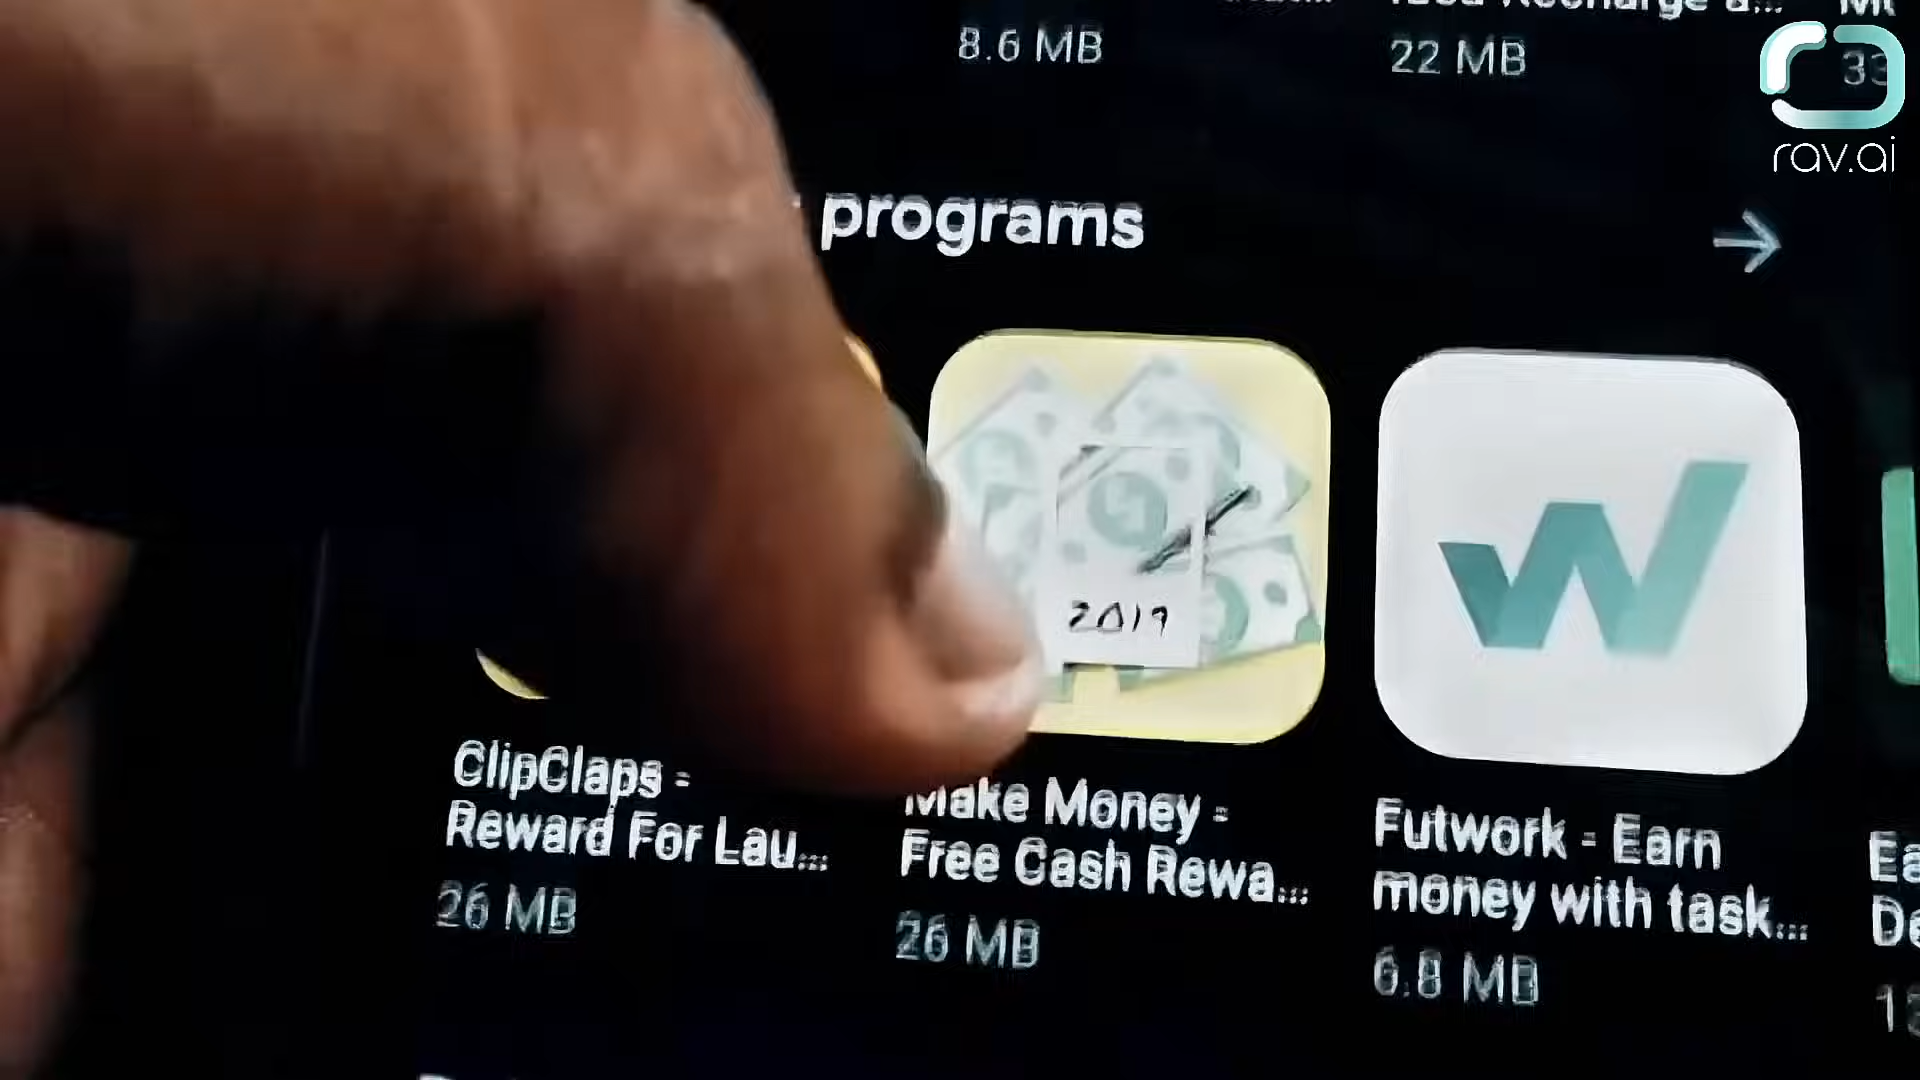 8.6 MB
22 MB
rav.ai
programs
2019
ClipClaps -
Reward For Lau...
26 MB
Make Money -
Free Cash Rewa...
26 MB
Futwork - Earn
money with task...
6.8 MB